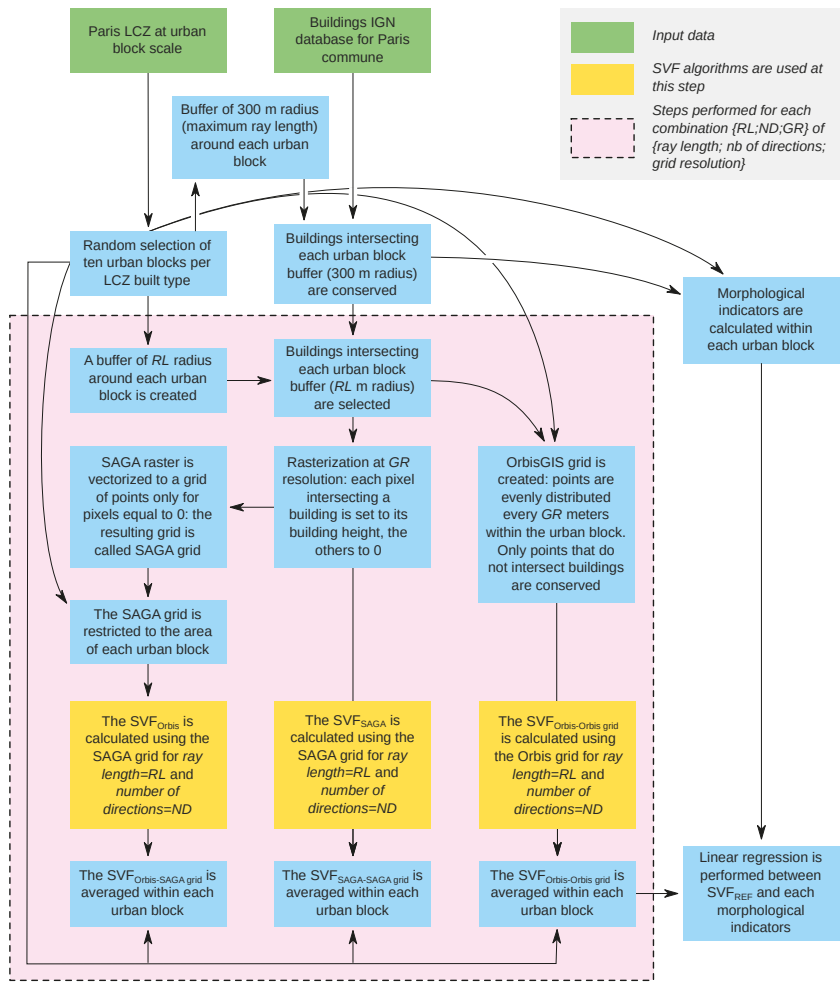 Paris LCZ at urban
block scale
Buildings IGN
database for Paris
commune
Input data
SVF algorithms are used at
this step
Steps performed for each
combination {RL;ND;GR} of
{ray length; nb of directions;
grid resolution}
Buffer of 300 m radius
(maximum ray length)
around each urban
block
Random selection of
ten urban blocks per
LCZ built type
Buildings intersecting
each urban block
buffer (300 m radius)
are conserved
Morphological
indicators are
calculated within
each urban block
A buffer of RL radius
around each urban
block is created
Buildings intersecting
each urban block
buffer (RL m radius)
are selected
SAGA raster is
vectorized to a grid
of points only for
pixels equal to 0: the
resulting grid is
called SAGA grid
Rasterization at GR
resolution: each pixel
intersecting a
building is set to its
building height, the
others to 0
OrbisGIS grid is
created: points are
evenly distributed
every GR meters
within the urban block.
Only points that do
not intersect buildings
are conserved
The SAGA grid is
restricted to the area
of each urban block
The SVFOrbis is
calculated using the
SAGA grid for ray
length=RL and
number of
directions=ND
The SVFSAGA is
calculated using the
SAGA grid for ray
length=RL and
number of
directions=ND
The SVFOrbis-Orbis grid
is calculated using
the Orbis grid for ray
length=RL and
number of
directions=ND
The SVFOrbis-SAGA grid is
averaged within each
urban block
The SVFSAGA-SAGA grid is
averaged within each
urban block
The SVFOrbis-Orbis grid is
averaged within each
urban block
Linear regression is
performed between
SVFREF and each
morphological
indicators